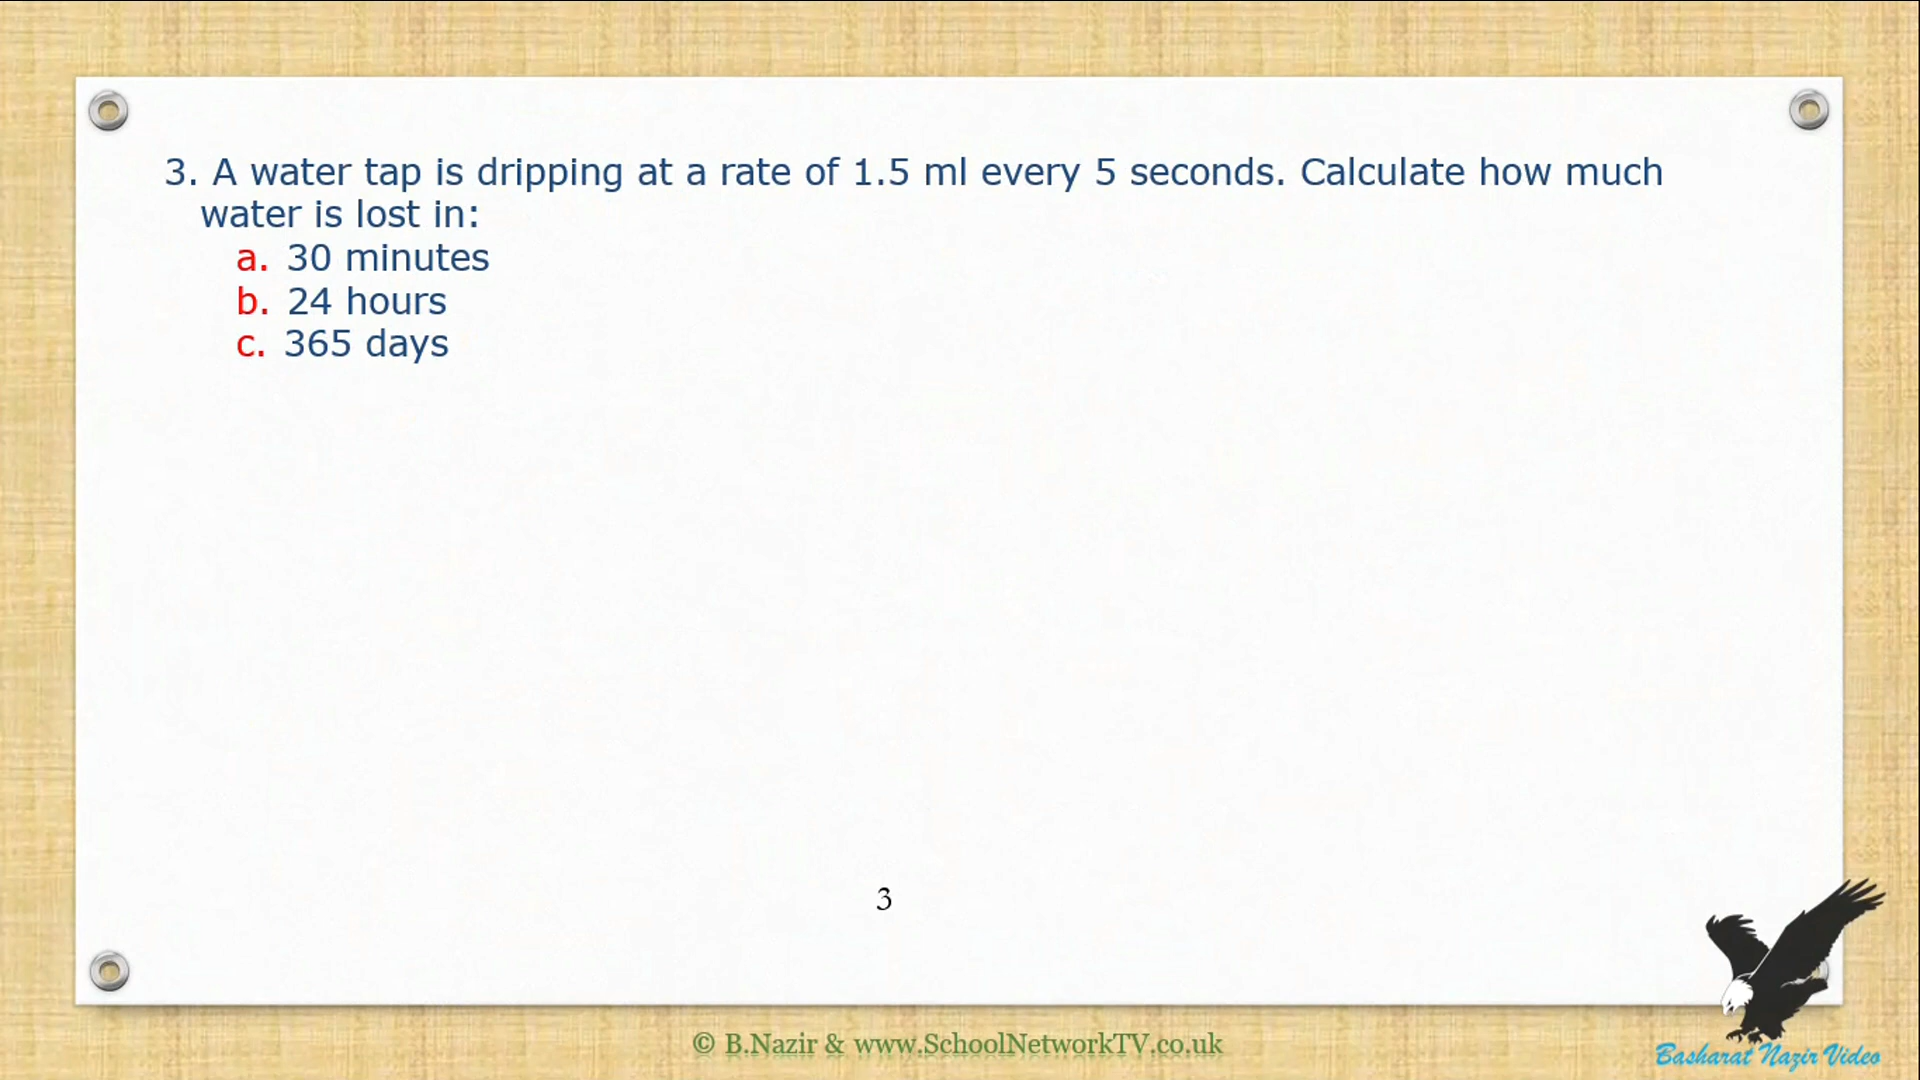 3. A water tap is dripping at a rate of 1.5 ml every 5 seconds. Calculate how much
water is lost in:
a. 30 minutes
b. 24 hours
c. 365 days
3
© B.Nazir & www.SchoolNetworkTV.co.uk
Basharat Nazir Video